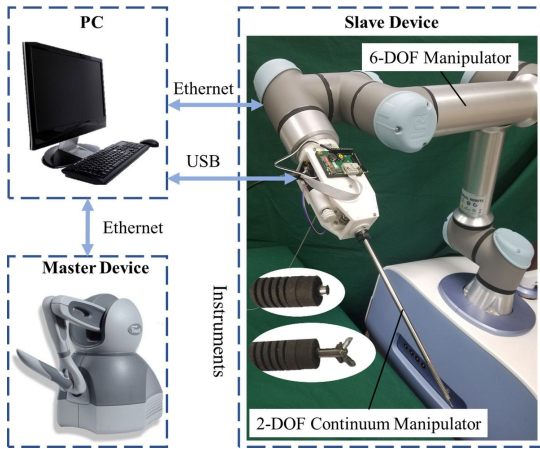 PC
Slave Device
6-DOF Manipulator
Ethernet
USB
Ethernet
Master Device
Instruments
2-DOF Continuum Manipulator